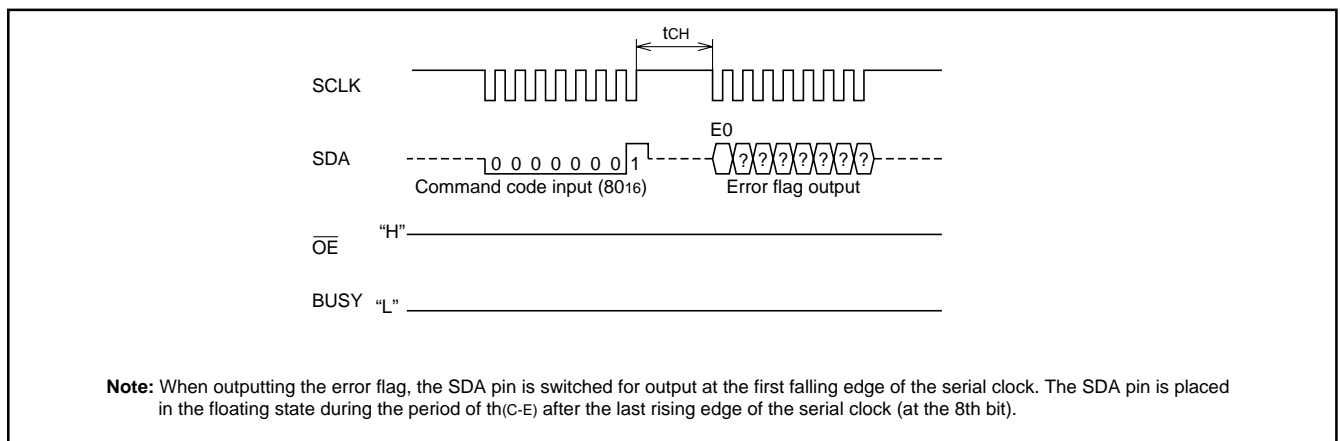 tCH
SCLK
E0
SDA
0 0 0 0 0 0 0 1
? ? ? ? ? ? ?
Command code input (8016)
Error flag output
OE
“H”
BUSY
“L”
Note: When outputting the error flag, the SDA pin is switched for output at the first falling edge of the serial clock. The SDA pin is placed
in the floating state during the period of th(C-E) after the last rising edge of the serial clock (at the 8th bit).